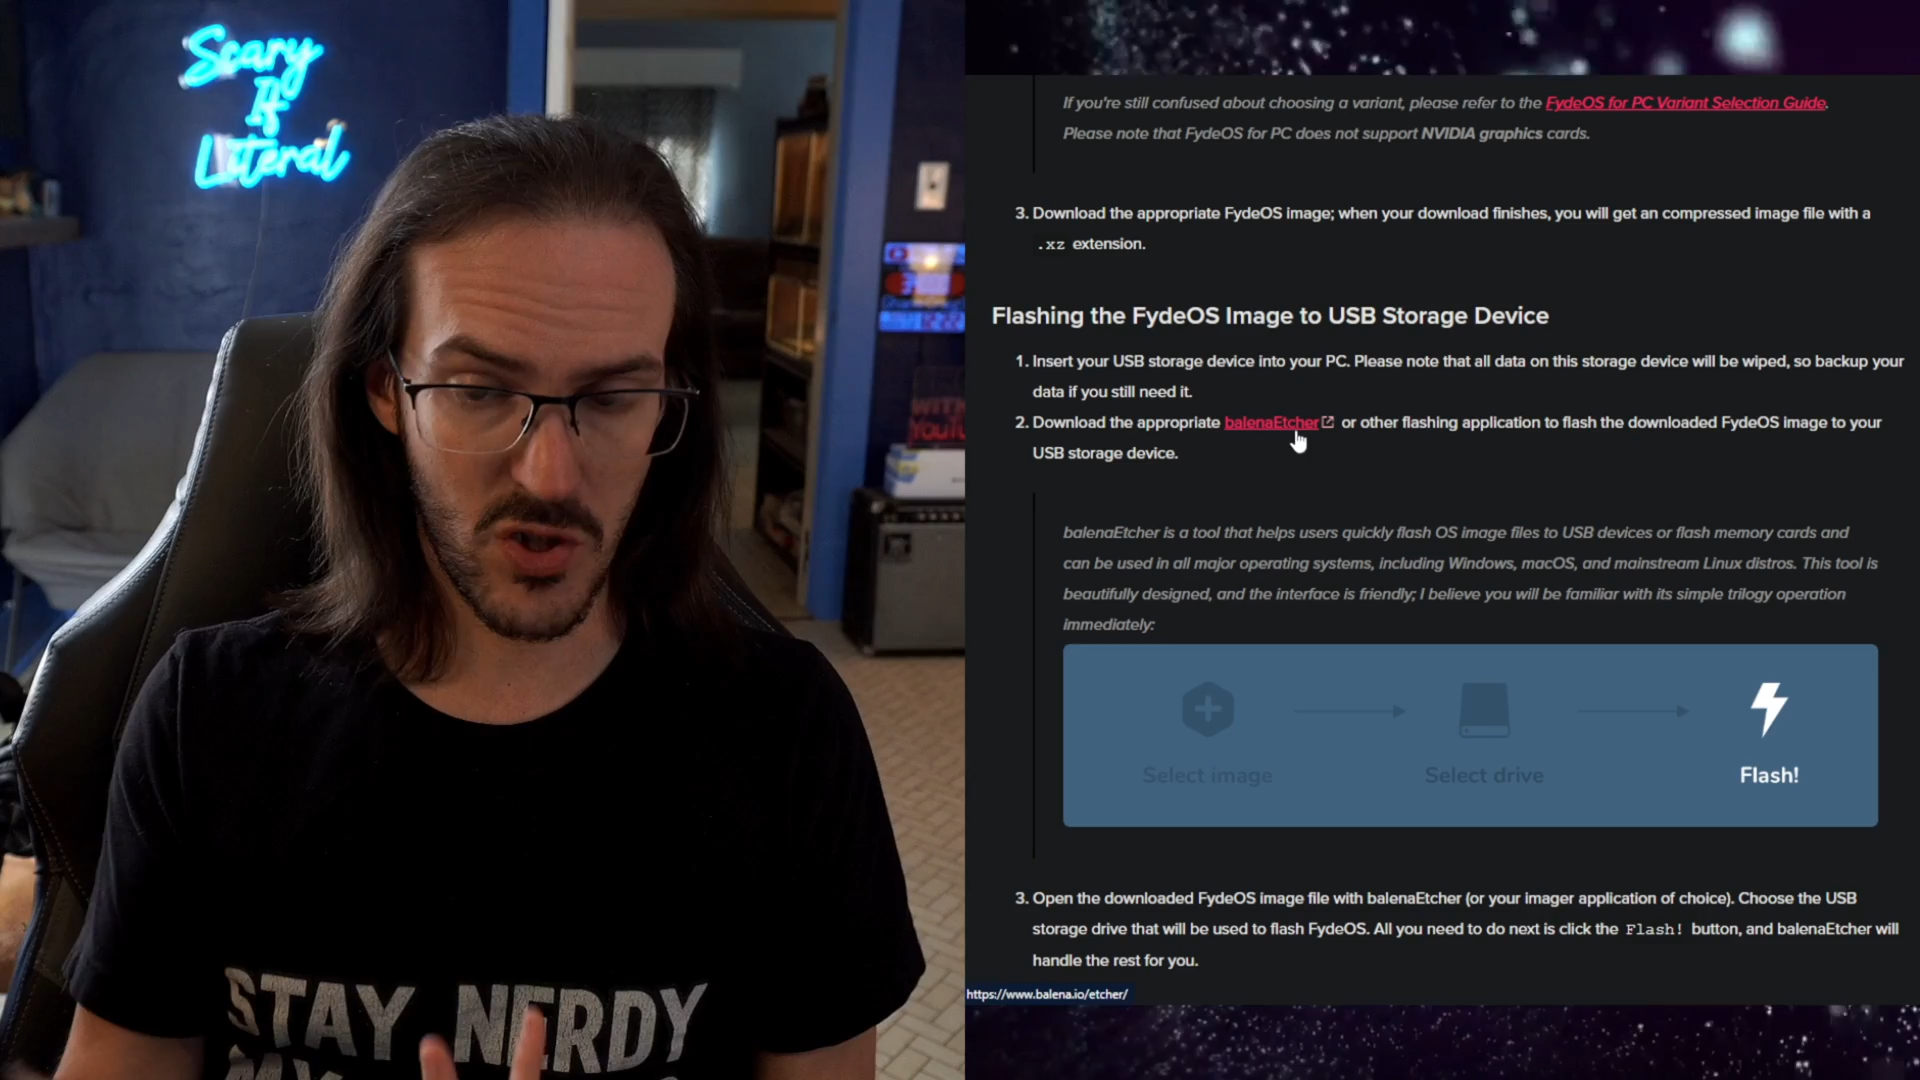 Scary
If
Literal
STAY NERDY
MY
If you're still confused about choosing a variant, please refer to the FydeOS for PC Variant Selection Guide.
Please note that FydeOS for PC does not support NVIDIA graphics cards.
3. Download the appropriate FydeOS image; when your download finishes, you will get an compressed image file with a
.xz extension.
Flashing the FydeOS Image to USB Storage Device
1. Insert your USB storage device into your PC. Please note that all data on this storage device will be wiped, so backup your
data if you still need it.
2. Download the appropriate balenaEtcher or other flashing application to flash the downloaded FydeOS image to your
USB storage device.
balenaEtcher is a tool that helps users quickly flash OS image files to USB devices or flash memory cards and
can be used in all major operating systems, including Windows, macOS, and mainstream Linux distros. This tool is
beautifully designed, and the interface is friendly; I believe you will be familiar with its simple trilogy operation
immediately:
Select image
Select drive
Flash!
3. Open the downloaded FydeOS image file with balenaEtcher (or your imager application of choice). Choose the USB
storage drive that will be used to flash FydeOS. All you need to do next is click the Flash! button, and balenaEtcher will
handle the rest for you.
https://www.balena.io/etcher/